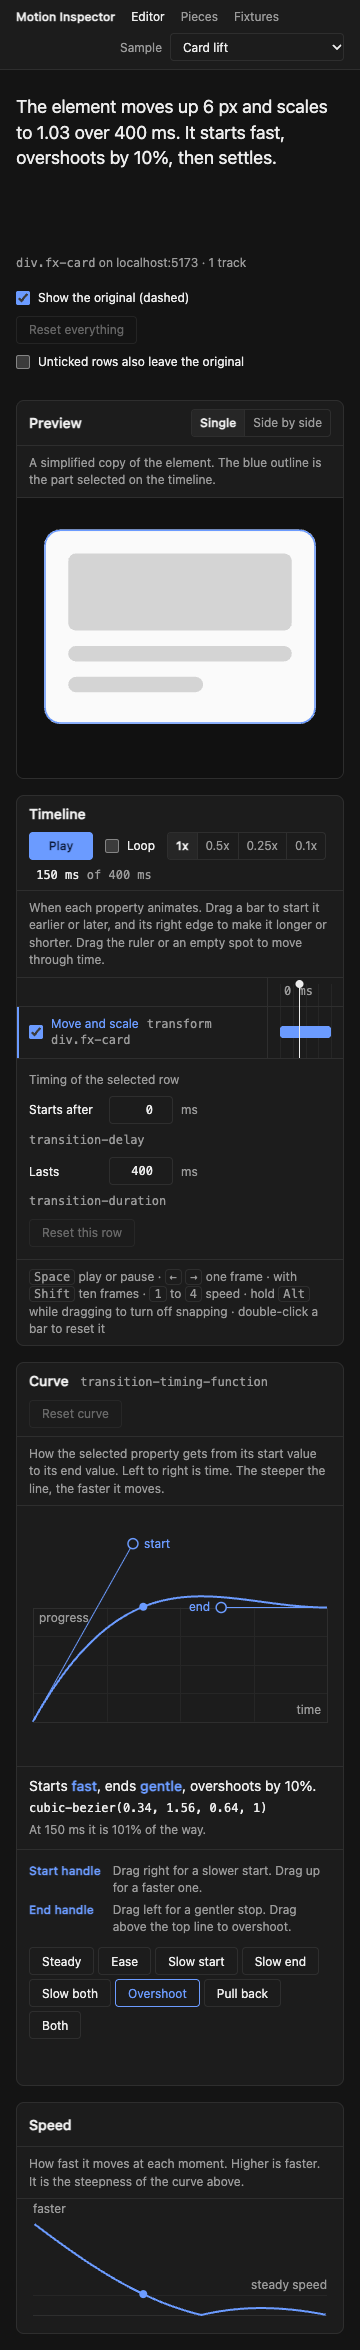 Motion Inspector Editor Pieces Fixtures
Sample Card lift
The element moves up 6 px and scales
to 1.03 over 400 ms. It starts fast,
overshoots by 10%, then settles.
div.fx-card on localhost:5173 · 1 track
Show the original (dashed)
Reset everything
Unticked rows also leave the original
Preview Single Side by side
A simplified copy of the element. The blue outline is
the part selected on the timeline.
Timeline
Play Loop 1x 0.5x 0.25x 0.1x
150 ms of 400 ms
When each property animates. Drag a bar to start it
earlier or later, and its right edge to make it longer or
shorter. Drag the ruler or an empty spot to move
through time.
0 ms
Move and scale transform
div.fx-card
Timing of the selected row
Starts after 0 ms
transition-delay
Lasts 400 ms
transition-duration
Reset this row
Space play or pause · ← → one frame · with
Shift ten frames · 1 to 4 speed · hold Alt
while dragging to turn off snapping · double-click a
bar to reset it
Curve transition-timing-function
Reset curve
How the selected property gets from its start value
to its end value. Left to right is time. The steeper the
line, the faster it moves.
start
end
progress
time
Starts fast, ends gentle, overshoots by 10%.
cubic-bezier(0.34, 1.56, 0.64, 1)
At 150 ms it is 101% of the way.
Start handle Drag right for a slower start. Drag up
for a faster one.
End handle Drag left for a gentler stop. Drag
above the top line to overshoot.
Steady Ease Slow start Slow end
Slow both Overshoot Pull back
Both
Speed
How fast it moves at each moment. Higher is faster.
It is the steepness of the curve above.
faster
steady speed